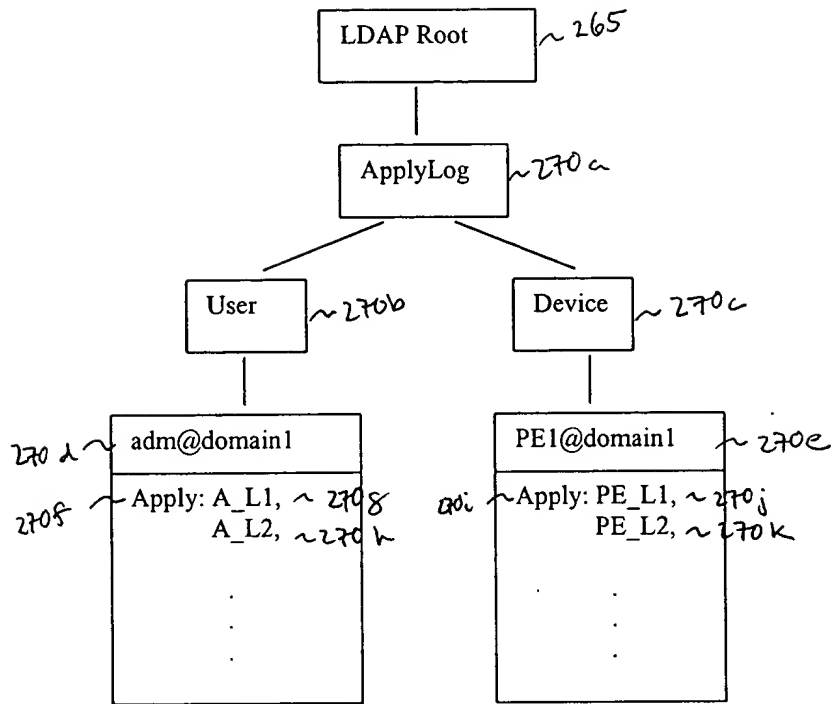 LDAP Root ~265
ApplyLog ~270a
User ~270b
Device ~270c
270d ~ adm@domain1
PE1@domain1 ~270e
270f ~ Apply: A_L1, ~270g
A_L2, ~270h
270i ~ Apply: PE_L1, ~270j
PE_L2, ~270k